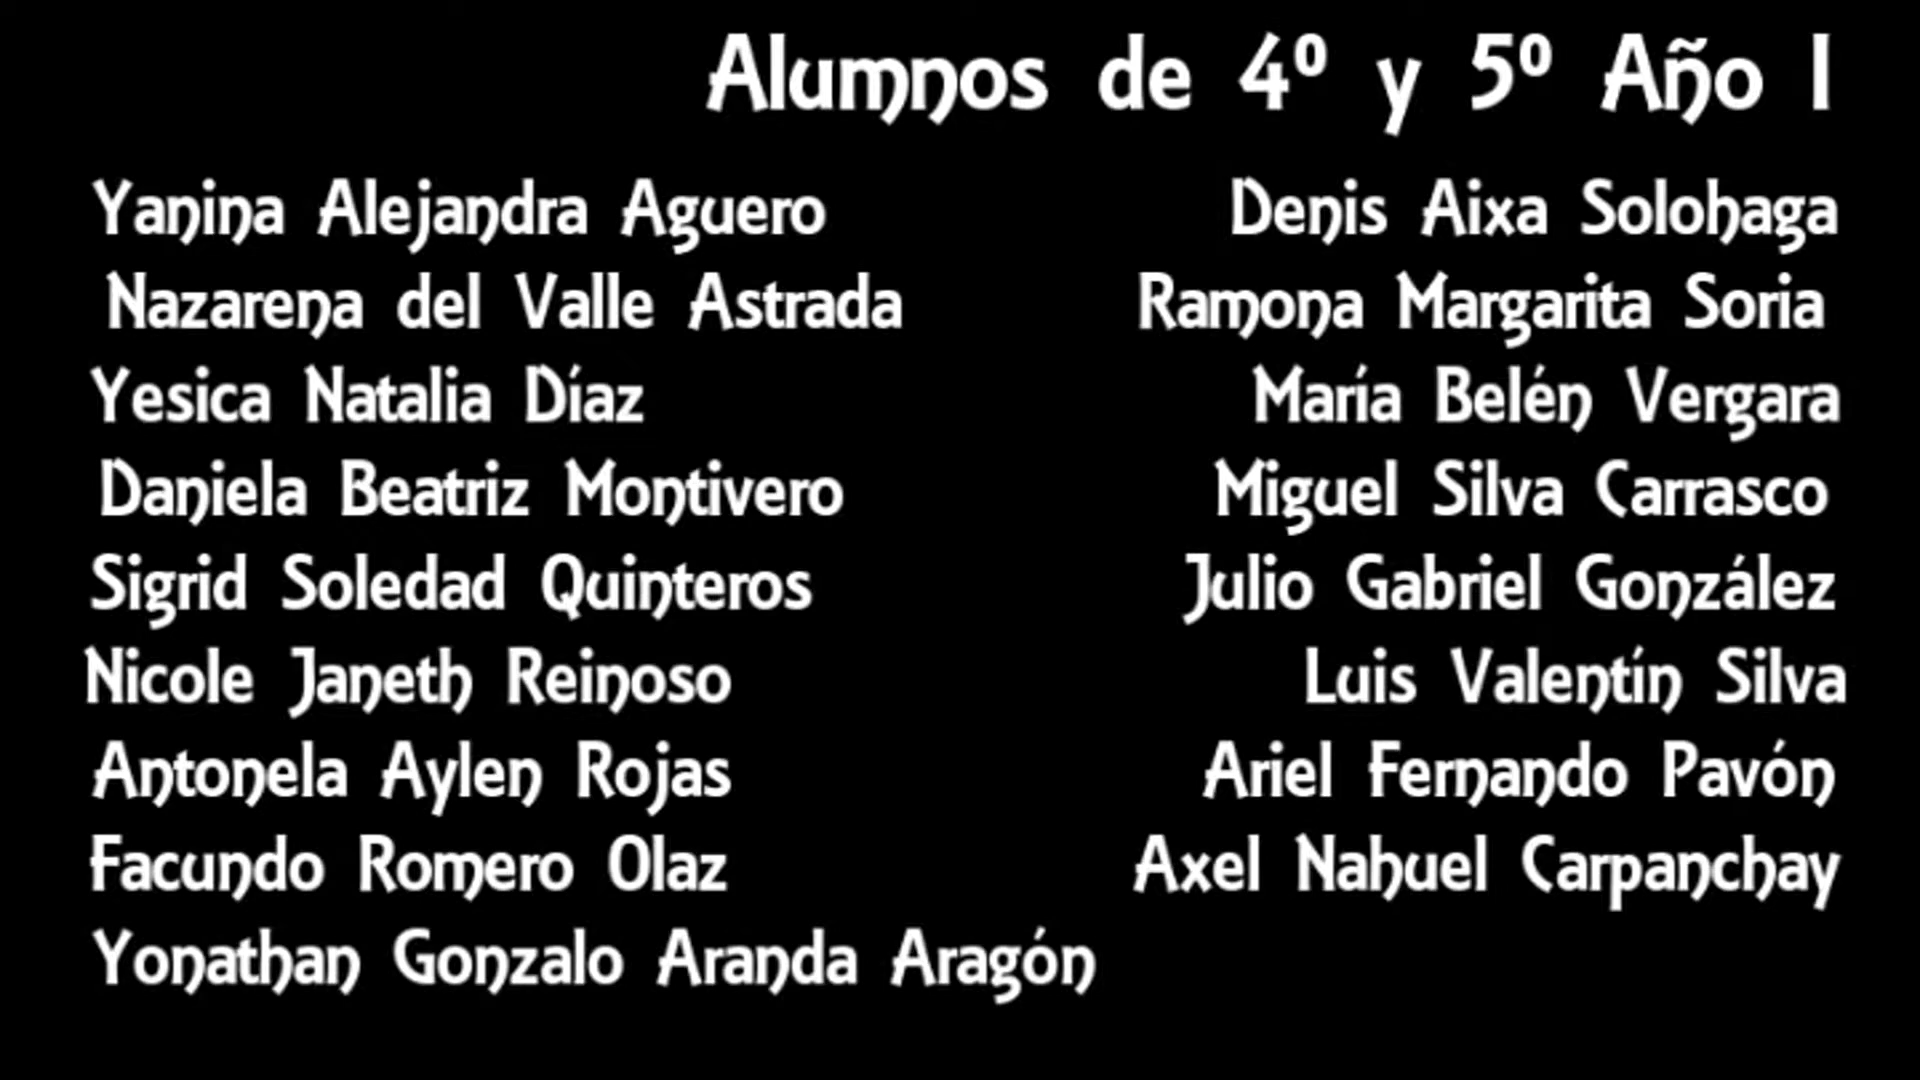 Alumnos de 4º y 5º Año I
Yanina Alejandra Aguero
Nazarena del Valle Astrada
Yesica Natalia Díaz
Daniela Beatriz Montivero
Sigrid Soledad Quinteros
Nicole Janeth Reinoso
Antonela Aylen Rojas
Facundo Romero Olaz
Yonathan Gonzalo Aranda Aragón
Denis Aixa Solohaga
Ramona Margarita Soria
María Belén Vergara
Miguel Silva Carrasco
Julio Gabriel González
Luis Valentín Silva
Ariel Fernando Pavón
Axel Nahuel Carpanchay